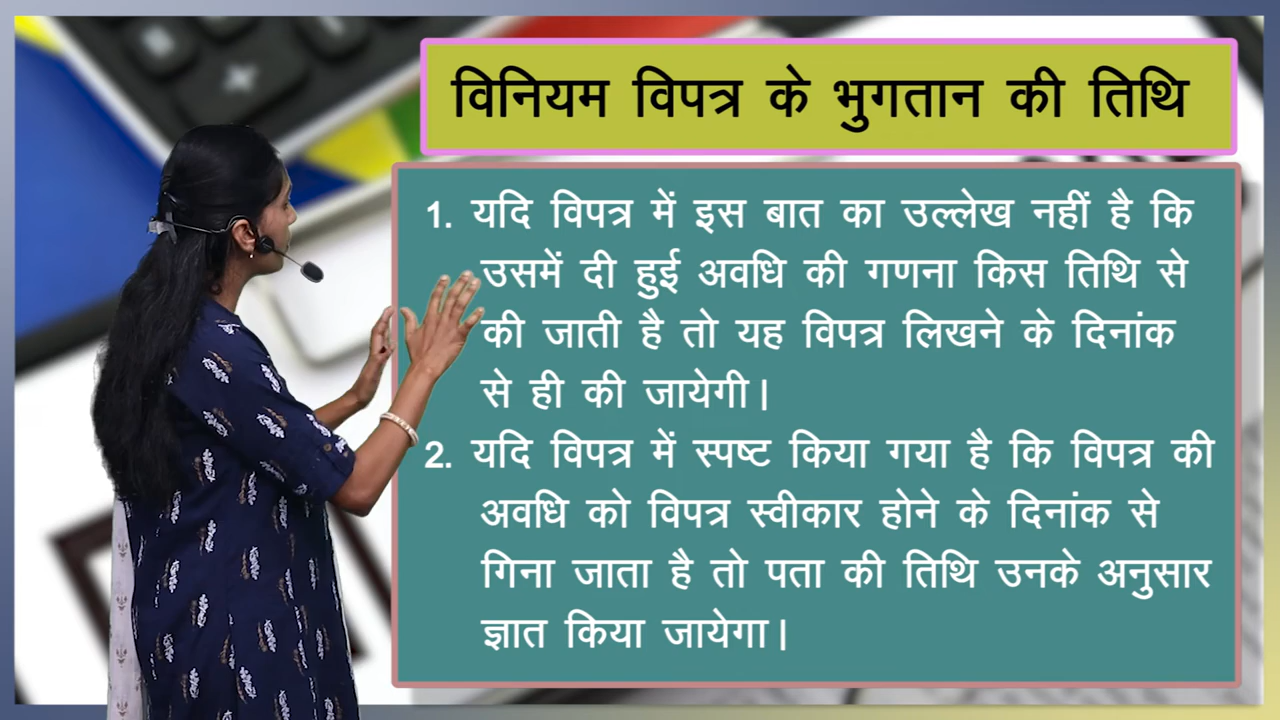 विनियम विपत्र के भुगतान की तिथि
1. यदि विपत्र में इस बात का उल्लेख नहीं है कि
उसमें दी हुई अवधि की गणना किस तिथि से
की जाती है तो यह विपत्र लिखने के दिनांक
से ही की जायेगी।
2. यदि विपत्र में स्पष्ट किया गया है कि विपत्र की
अवधि को विपत्र स्वीकार होने के दिनांक से
गिना जाता है तो पता की तिथि उनके अनुसार
ज्ञात किया जायेगा।